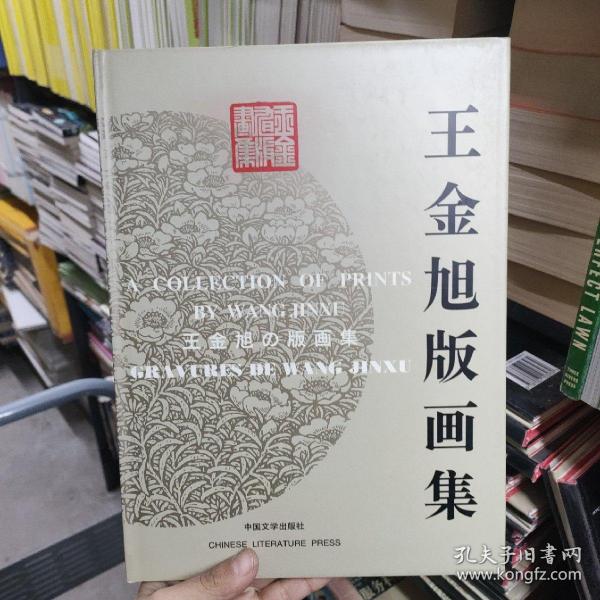 王金旭版画集
A COLLECTION OF PRINTS
BY WANG JINXU
王金旭の版画集
GRAVURES DE WANG JINXU
中国文学出版社
CHINESE LITERATURE PRESS
PERFECT LAWN
孔夫子旧书网
www.kongfz.com